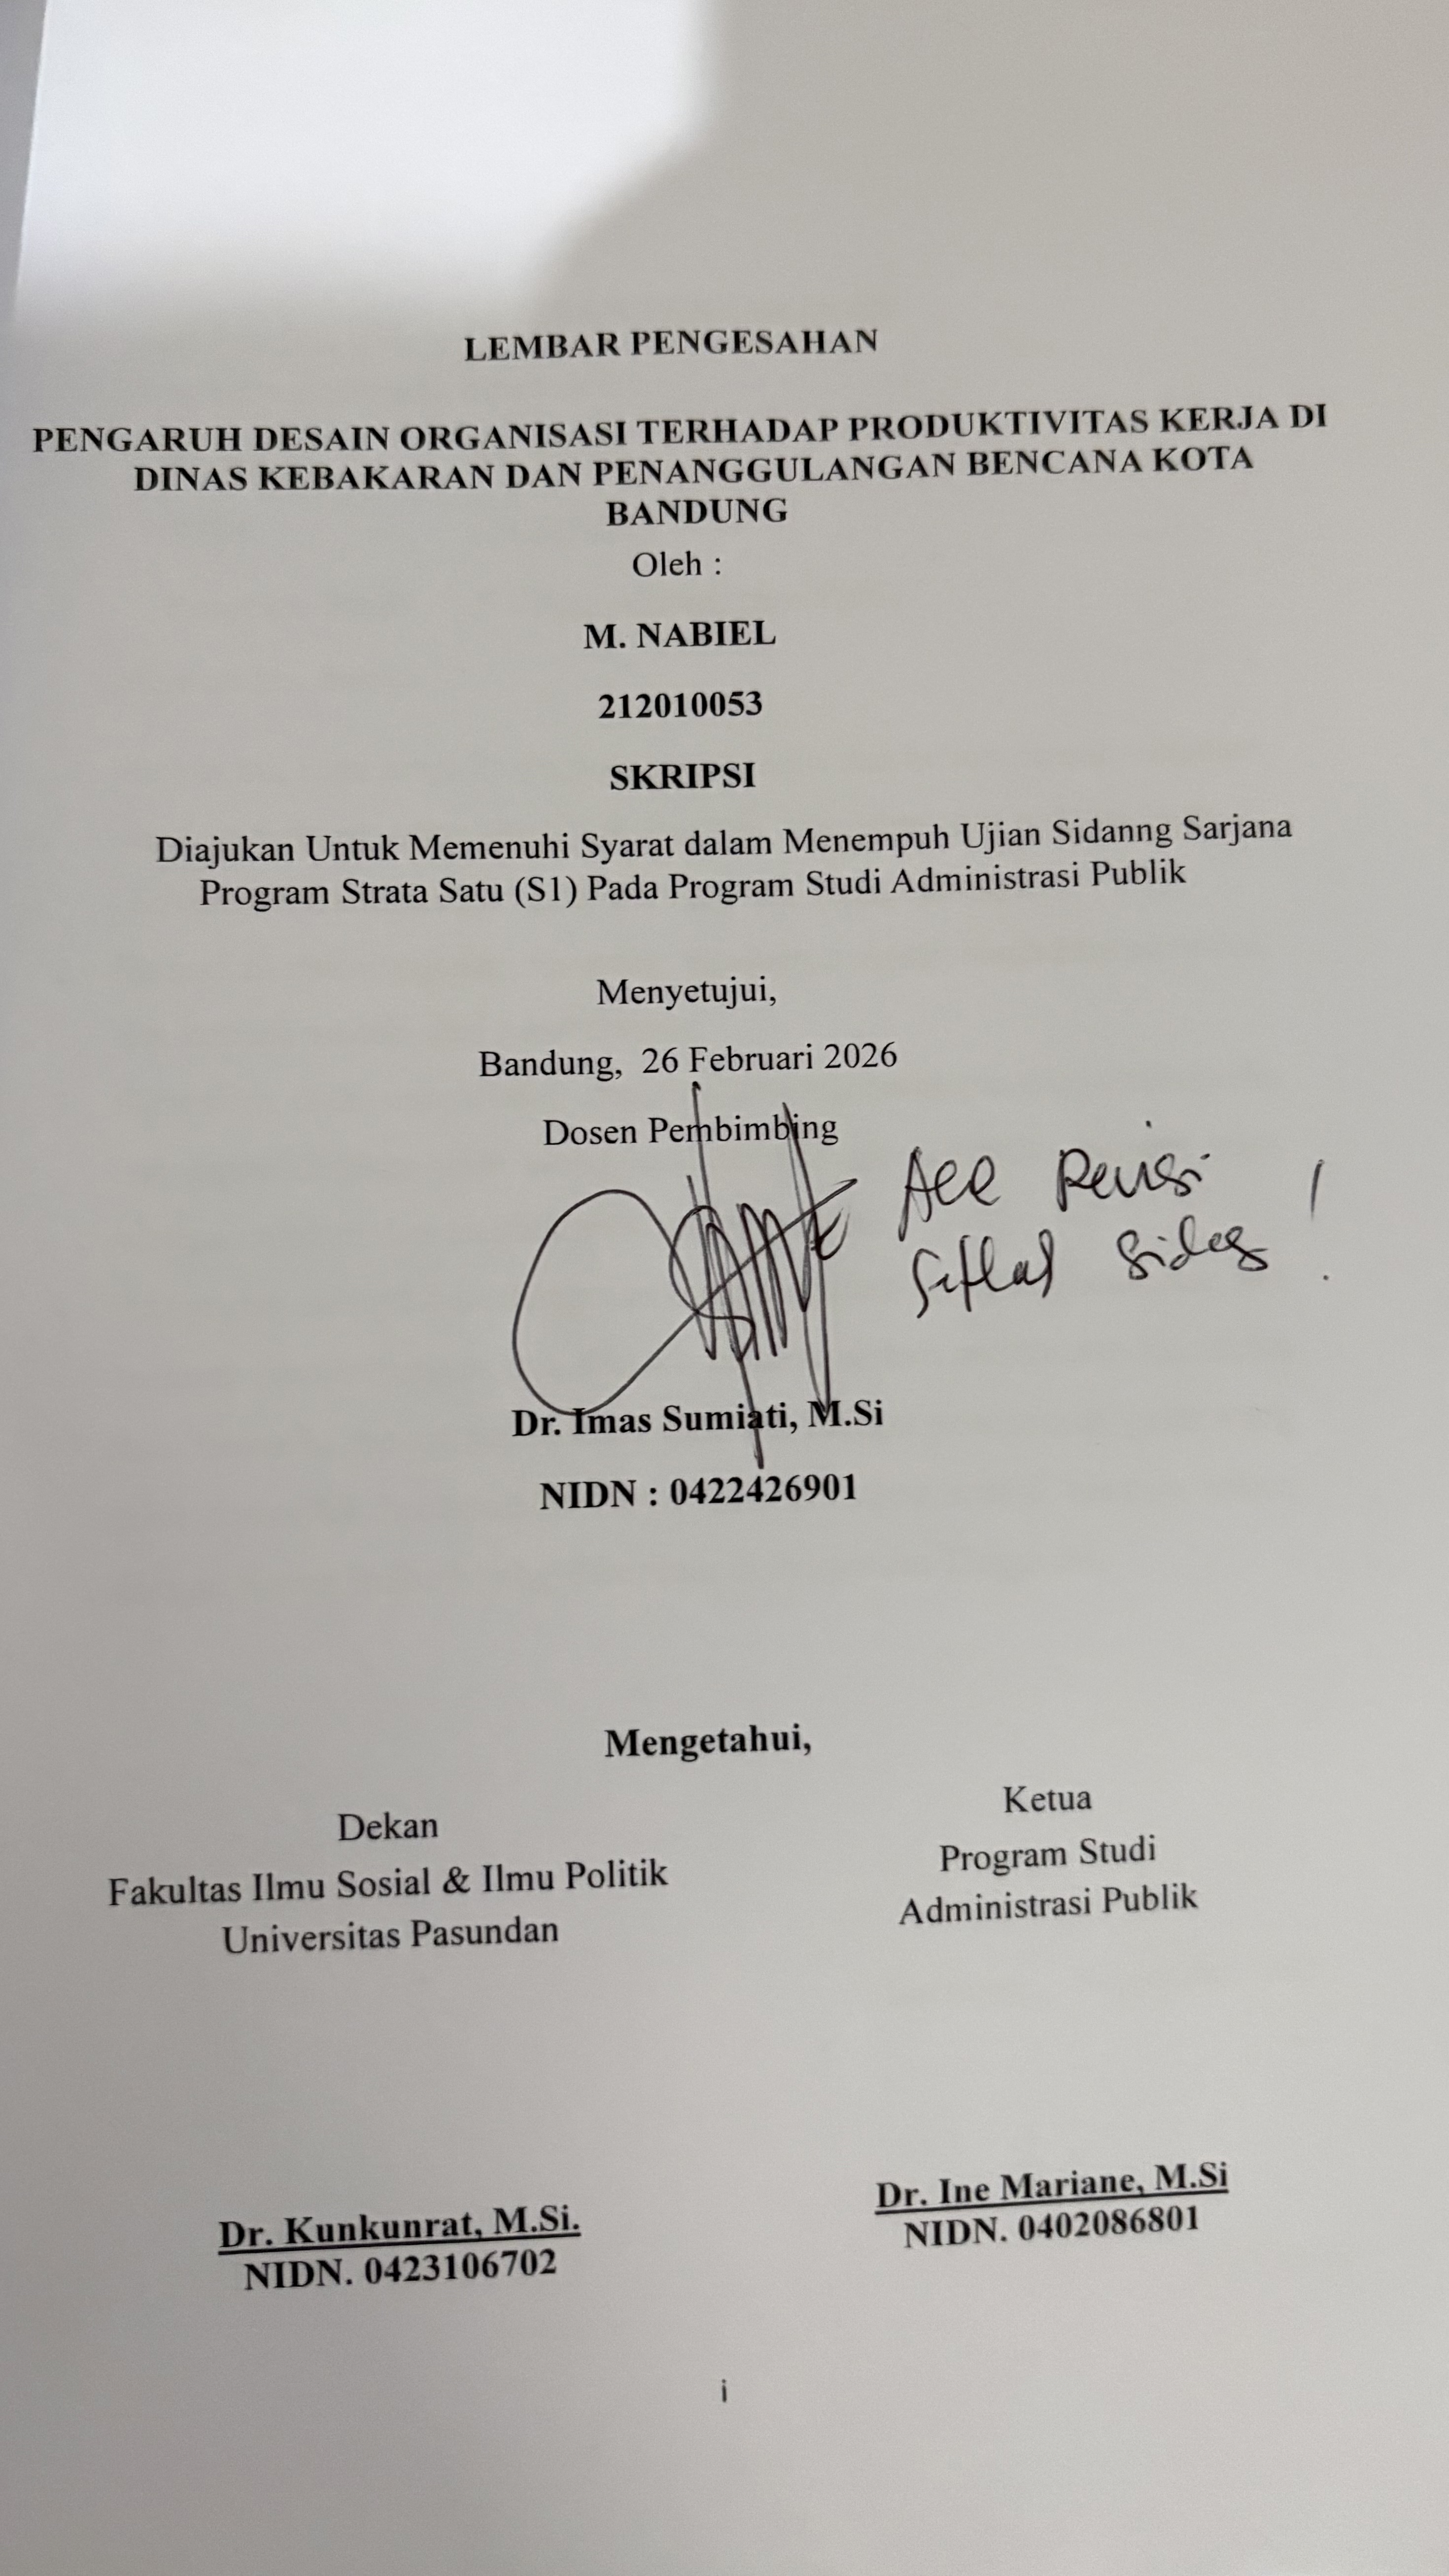 LEMBAR PENGESAHAN
PENGARUH DESAIN ORGANISASI TERHADAP PRODUKTIVITAS KERJA DI
DINAS KEBAKARAN DAN PENANGGULANGAN BENCANA KOTA
BANDUNG
Oleh :
M. NABIEL
212010053
SKRIPSI
Diajukan Untuk Memenuhi Syarat dalam Menempuh Ujian Sidanng Sarjana
Program Strata Satu (S1) Pada Program Studi Administrasi Publik
Menyetujui,
Bandung, 26 Februari 2026
Dosen Pembimbing
Revisi !
Dr. Imas Sumiati, M.Si
NIDN : 0422426901
Mengetahui,
Dekan
Fakultas Ilmu Sosial & Ilmu Politik
Universitas Pasundan
Dr. Kunkunrat, M.Si.
NIDN. 0423106702
Ketua
Program Studi
Administrasi Publik
Dr. Ine Mariane, M.Si
NIDN. 0402086801
i